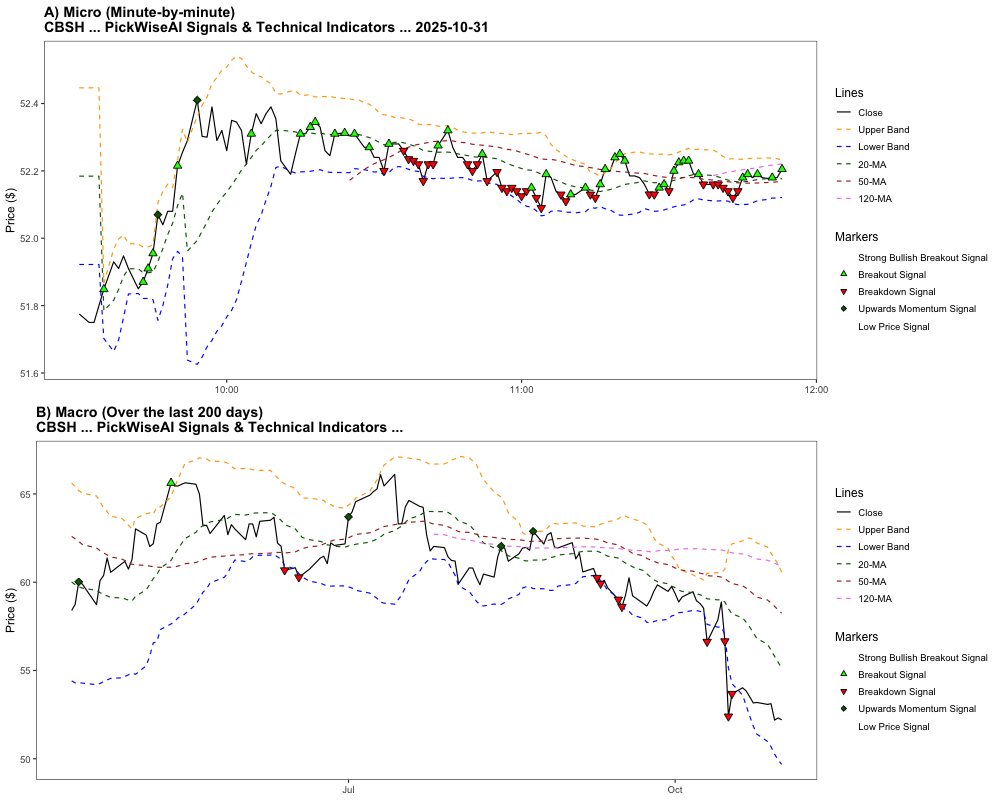 A) Micro (Minute-by-minute)
CBSH ... PickWiseAI Signals & Technical Indicators ... 2025-10-31
Price ($)
52.4
52.2
52.0
51.8
51.6
10:00
11:00
12:00
Lines
Close
Upper Band
Lower Band
20-MA
50-MA
120-MA
Markers
Strong Bullish Breakout Signal
Breakout Signal
Breakdown Signal
Upwards Momentum Signal
Low Price Signal
B) Macro (Over the last 200 days)
CBSH ... PickWiseAI Signals & Technical Indicators ...
Price ($)
65
60
55
50
Jul
Oct
Lines
Close
Upper Band
Lower Band
20-MA
50-MA
120-MA
Markers
Strong Bullish Breakout Signal
Breakout Signal
Breakdown Signal
Upwards Momentum Signal
Low Price Signal